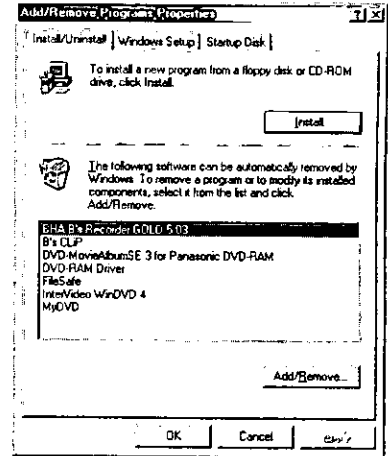 Add/Remove Programs Properties
Install/Uninstall Windows Setup Startup Disk
To install a new program from a floppy disk or CD-ROM
drive, click Install.
Install
The following software can be automatically removed by
Windows. To remove a program or to modify its installed
components, select it from the list and click
Add/Remove.
BHA B's Recorder GOLD 5.03
B's CLiP
DVD-MovieAlbumSE 3 for Panasonic DVD-RAM
DVD-RAM Driver
FileSafe
InterVideo WinDVD 4
MyDVD
Add/Remove...
OK Cancel Apply